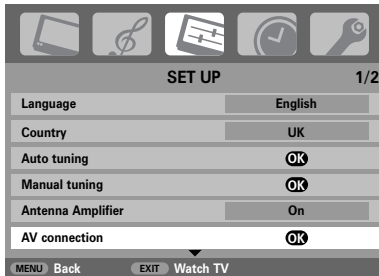 SET UP 1/2
Language English
Country UK
Auto tuning OK
Manual tuning OK
Antenna Amplifier On
AV connection OK
MENU Back EXIT Watch TV